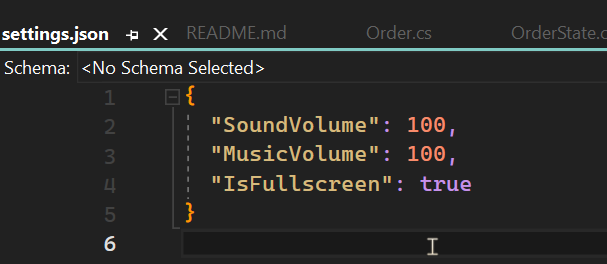 settings.json README.md Order.cs OrderState.c
Schema: <No Schema Selected>
1 {
2 "SoundVolume": 100,
3 "MusicVolume": 100,
4 "IsFullscreen": true
5 }
6